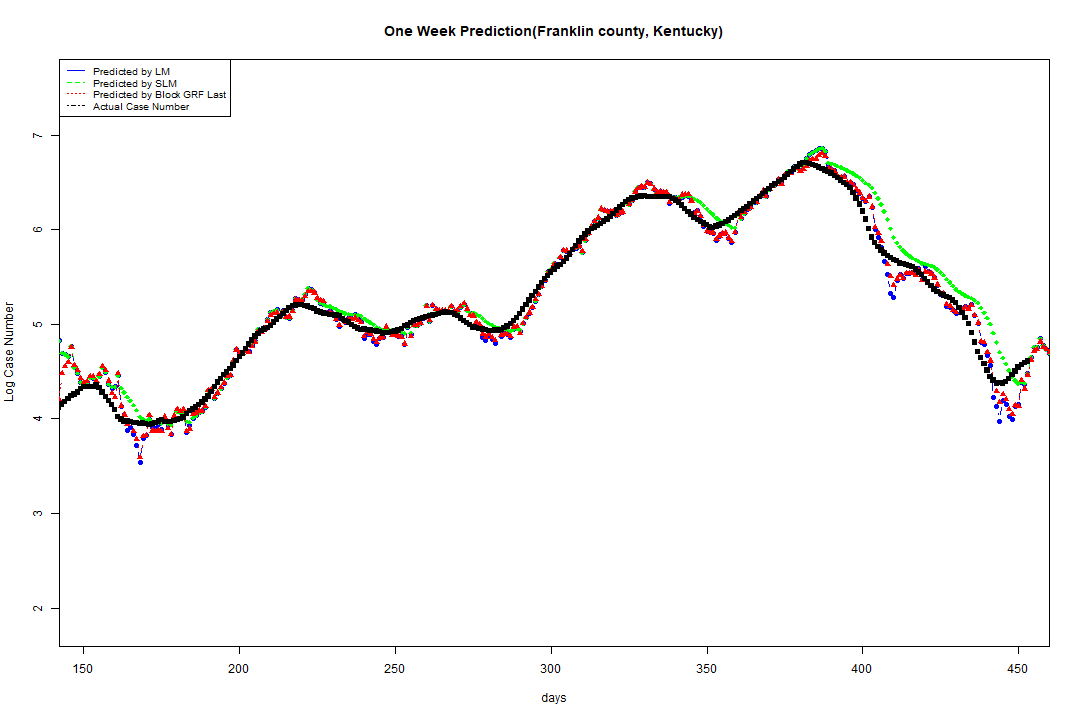 One Week Prediction(Franklin county, Kentucky)
Predicted by LM
Predicted by SLM
Predicted by Block GRF Last
Actual Case Number
7
6
5
4
3
2
Log Case Number
150 200 250 300 350 400 450
days